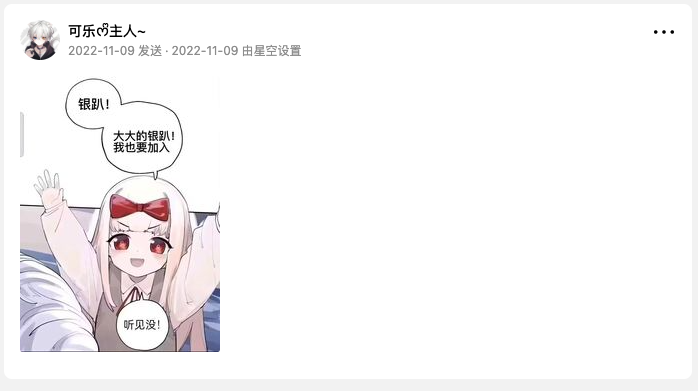 可乐ෆ主人~
2022-11-09 发送 · 2022-11-09 由星空设置
银趴！
大大的银趴！
我也要加入
听见没！